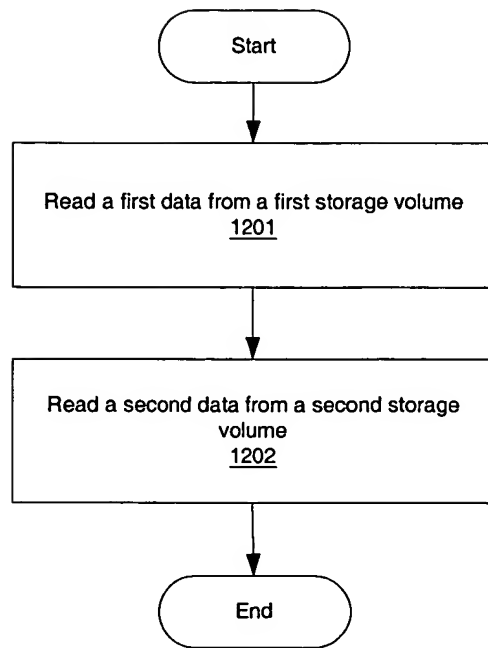 Start
Read a first data from a first storage volume
1201
Read a second data from a second storage
volume
1202
End